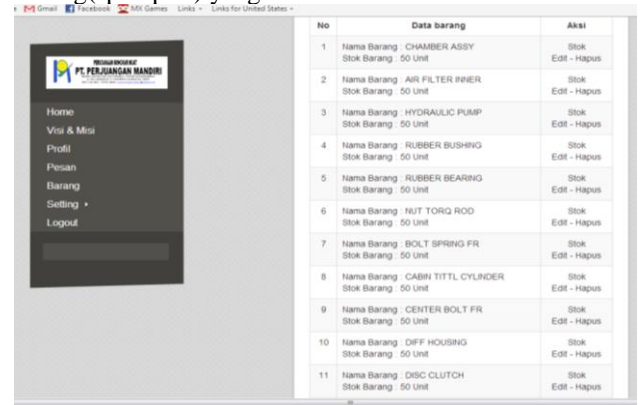 Gmail Facebook MX Games Links Links for United States
PT. PERJUANGAN MANDIRI
Home
Visi & Misi
Profil
Pesan
Barang
Setting
Logout
No Data barang Aksi
1 Nama Barang : CHAMBER ASSY Stok
Stok Barang : 50 Unit Edit - Hapus
2 Nama Barang : AIR FILTER INNER Stok
Stok Barang : 50 Unit Edit - Hapus
3 Nama Barang : HYDRAULIC PUMP Stok
Stok Barang : 50 Unit Edit - Hapus
4 Nama Barang : RUBBER BUSHING Stok
Stok Barang : 50 Unit Edit - Hapus
5 Nama Barang : RUBBER BEARING Stok
Stok Barang : 50 Unit Edit - Hapus
6 Nama Barang : NUT TORQ ROD Stok
Stok Barang : 50 Unit Edit - Hapus
7 Nama Barang : BOLT SPRING FR Stok
Stok Barang : 50 Unit Edit - Hapus
8 Nama Barang : CABIN TITTL CYLINDER Stok
Stok Barang : 50 Unit Edit - Hapus
9 Nama Barang : CENTER BOLT FR Stok
Stok Barang : 50 Unit Edit - Hapus
10 Nama Barang : DIFF HOUSING Stok
Stok Barang : 50 Unit Edit - Hapus
11 Nama Barang : DISC CLUTCH Stok
Stok Barang : 50 Unit Edit - Hapus